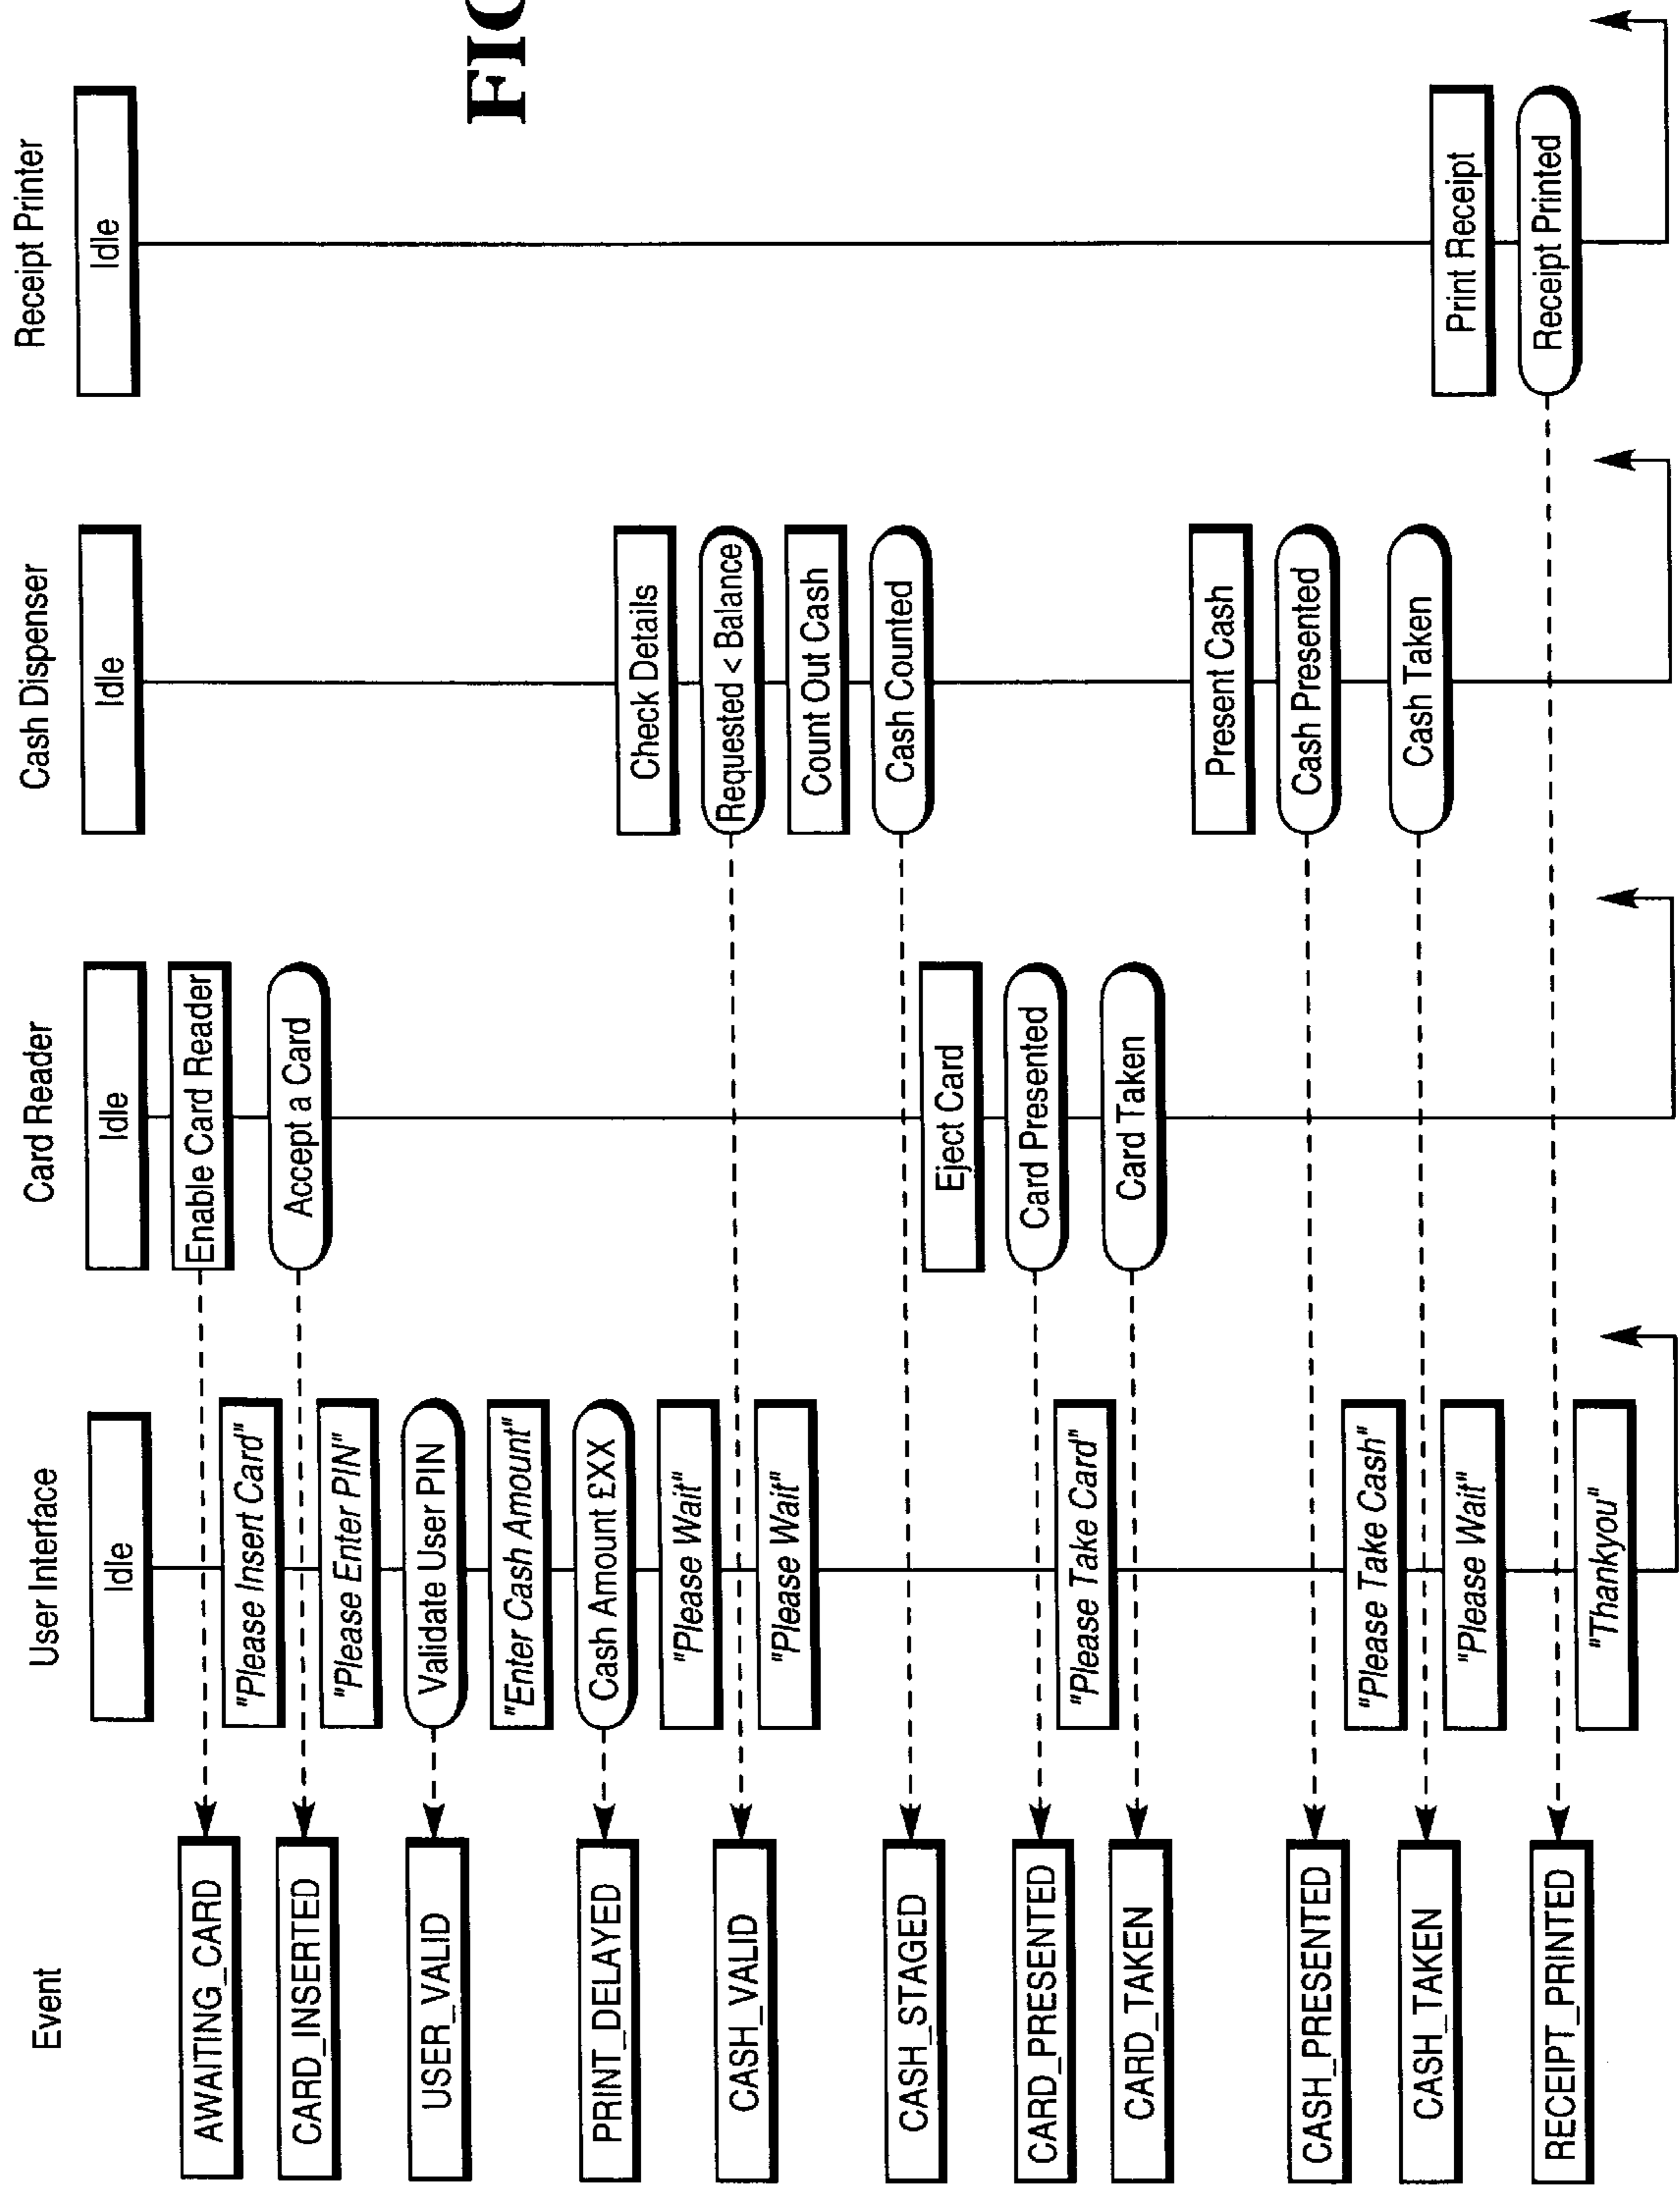 Event
User Interface
Card Reader
Cash Dispenser
Receipt Printer
Idle
Idle
Idle
Idle
Enable Card Reader
AWAITING_CARD
"Please Insert Card"
Accept a Card
CARD_INSERTED
"Please Enter PIN"
Validate User PIN
USER_VALID
"Enter Cash Amount"
Cash Amount £XX
PRINT_DELAYED
Check Details
"Please Wait"
Requested < Balance
CASH_VALID
"Please Wait"
Count Out Cash
Cash Counted
CASH_STAGED
Eject Card
Card Presented
CARD_PRESENTED
"Please Take Card"
Card Taken
CARD_TAKEN
Present Cash
Cash Presented
CASH_PRESENTED
"Please Take Cash"
Cash Taken
CASH_TAKEN
"Please Wait"
Print Receipt
Receipt Printed
RECEIPT_PRINTED
"Thankyou"